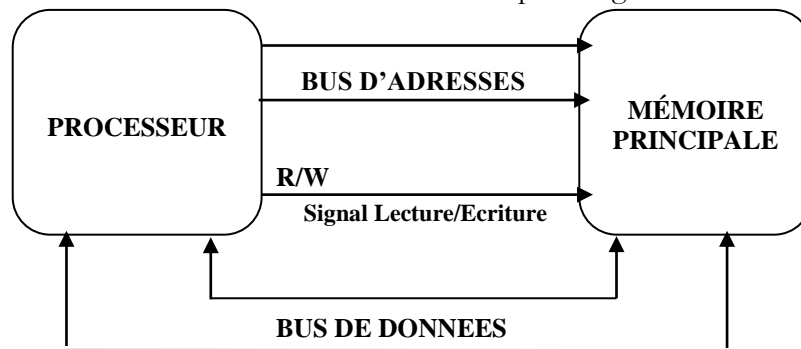 BUS D’ADRESSES
PROCESSEUR
MÉMOIRE
PRINCIPALE
R/W
Signal Lecture/Ecriture
BUS DE DONNEES